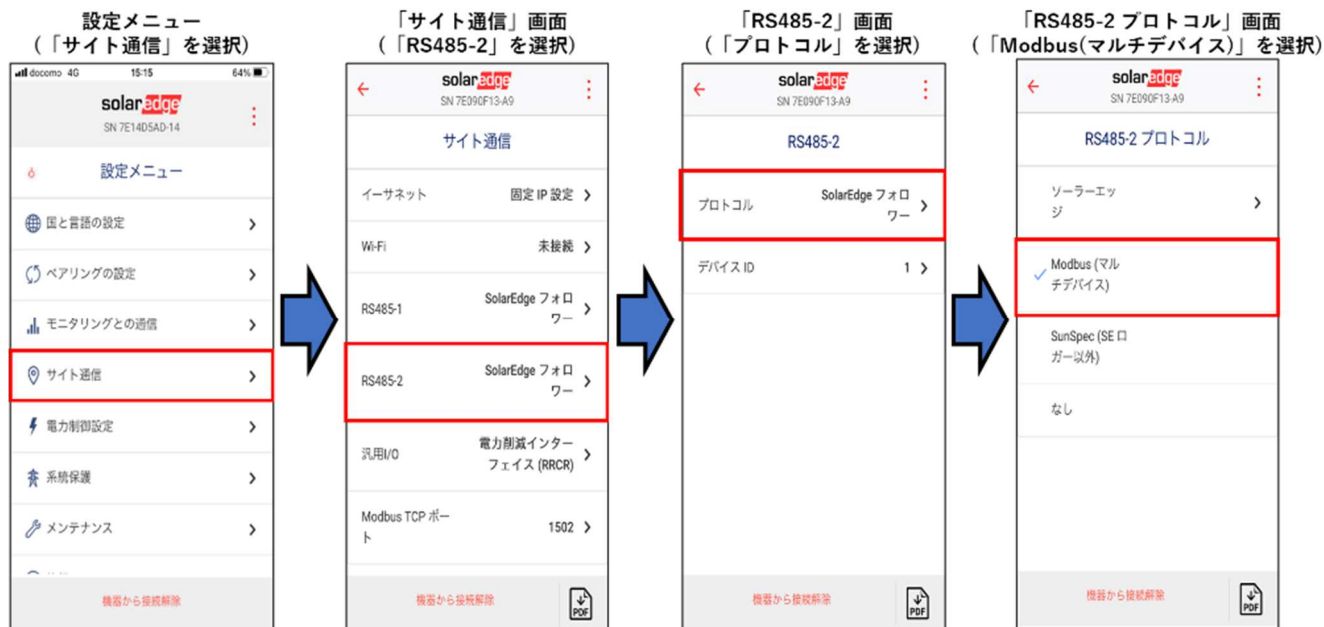 設定メニュー
(「サイト通信」を選択)
docomo 4G 15:15 64%
solaredge
SN 7E14D5AD-14
設定メニュー
国と言語の設定
ペアリングの設定
モニタリングとの通信
サイト通信
電力制御設定
系統保護
メンテナンス
機器から接続解除
「サイト通信」画面
(「RS485-2」を選択)
solaredge
SN 7E090F13-A9
サイト通信
イーサネット 固定 IP 設定
Wi-Fi 未接続
RS485-1 SolarEdge フォロ
ワー
RS485-2 SolarEdge フォロ
ワー
汎用I/O 電力削減インター
フェイス (RRCR)
Modbus TCP ポー
ト 1502
機器から接続解除
PDF
「RS485-2」画面
(「プロトコル」を選択)
solaredge
SN 7E090F13-A9
RS485-2
プロトコル SolarEdge フォロ
ワー
デバイス ID 1
機器から接続解除
PDF
「RS485-2 プロトコル」画面
(「Modbus(マルチデバイス)」を選択)
solaredge
SN 7E090F13-A9
RS485-2 プロトコル
ソーラーエッ
ジ
Modbus (マル
チデバイス)
SunSpec (SE ロ
ガー以外)
なし
機器から接続解除
PDF